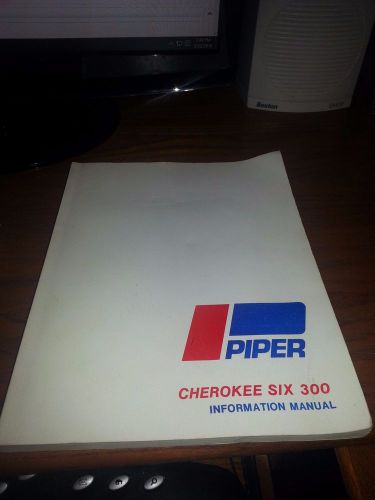 Boston
PIPER
CHEROKEE SIX 300
INFORMATION MANUAL